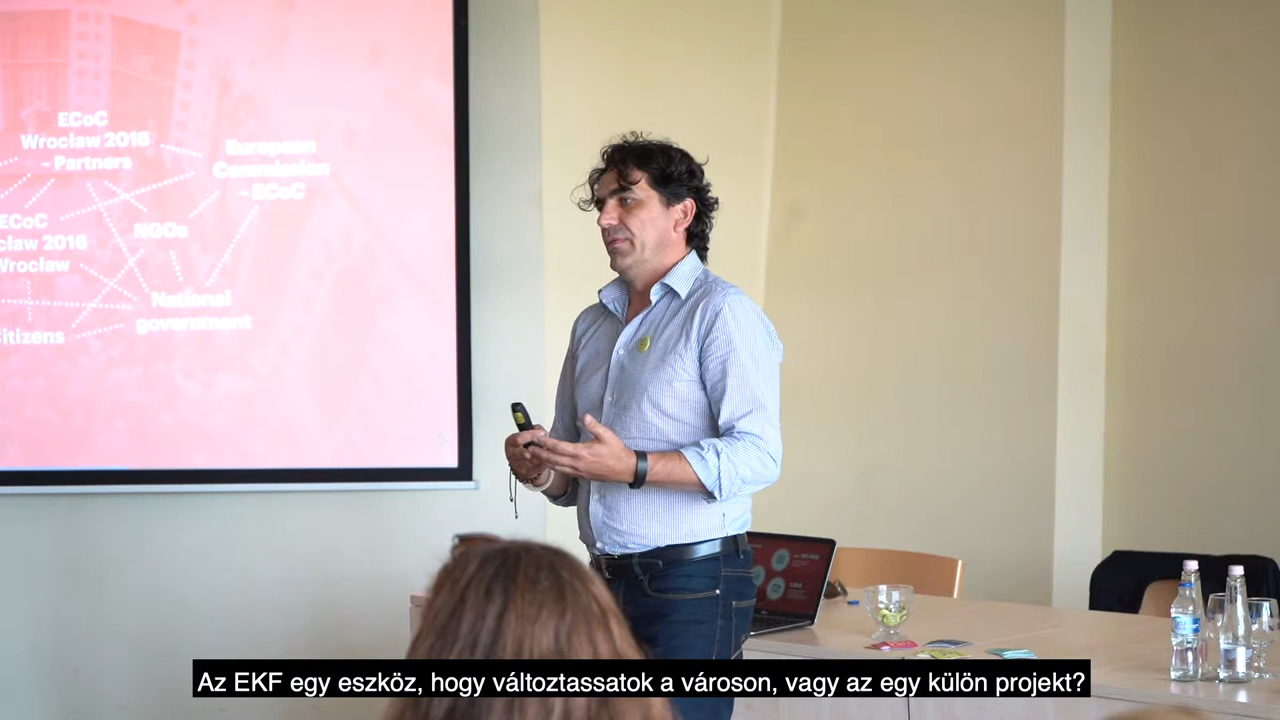 ECoC
Wrocław 2016
– Partners
European
Commission
– ECoC
ECoC
cław 2016
Wrocław
NGOs
National
government
itizens
Az EKF egy eszköz, hogy változtassatok a városon, vagy az egy külön projekt?